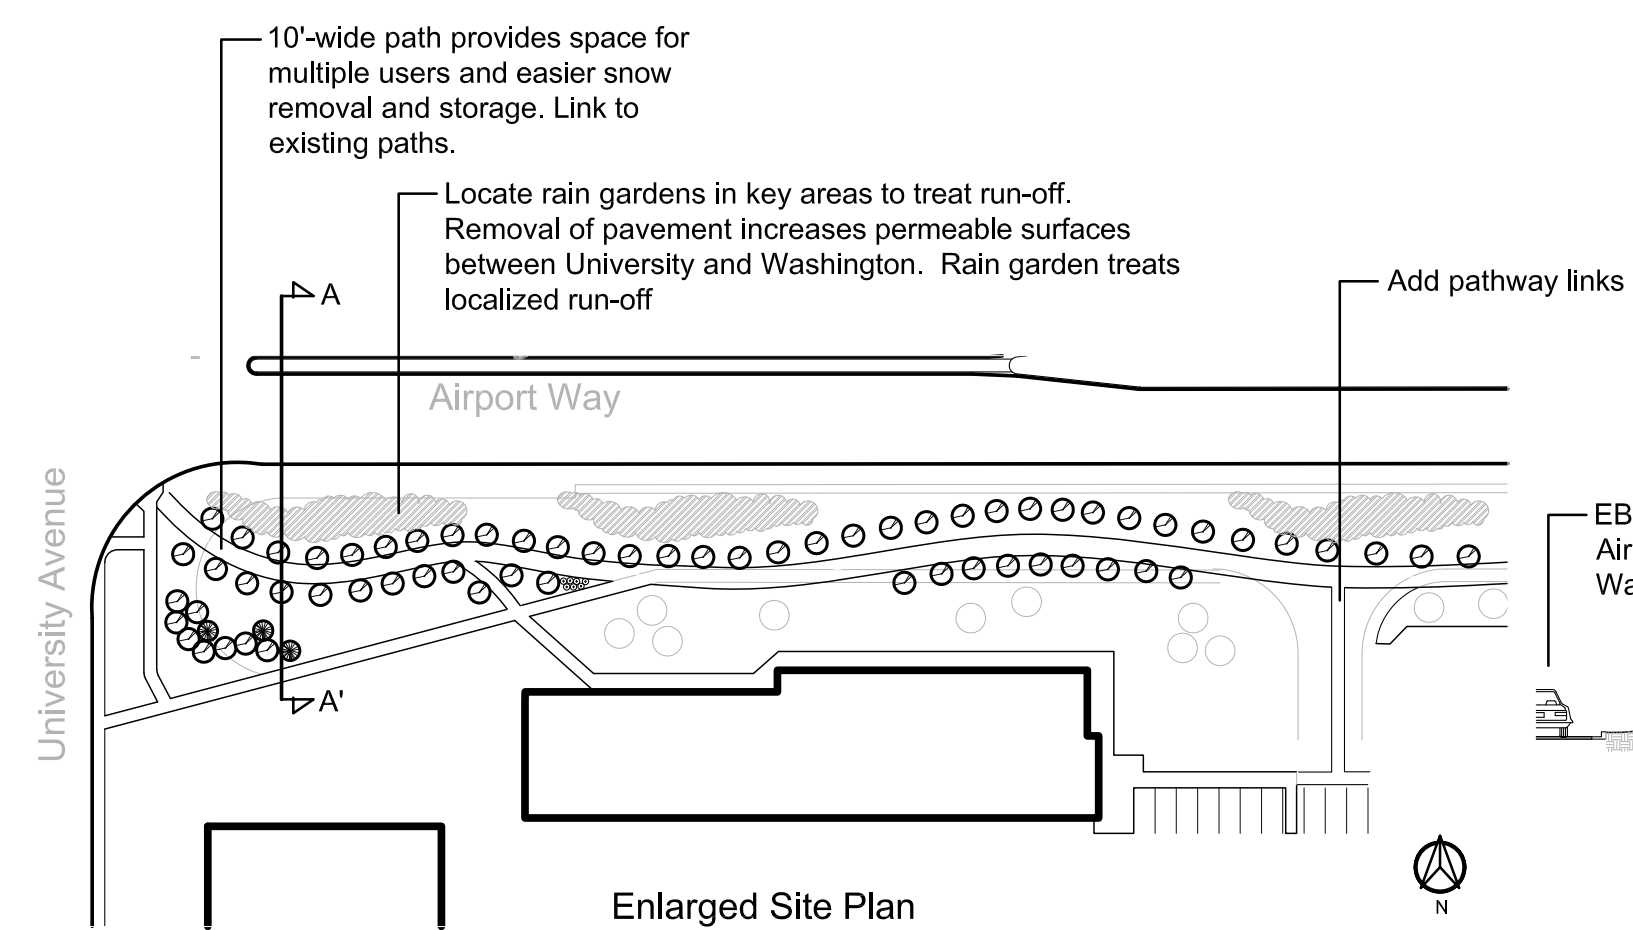 10'-wide path provides space for
multiple users and easier snow
removal and storage. Link to
existing paths.
Locate rain gardens in key areas to treat run-off.
Removal of pavement increases permeable surfaces
between University and Washington.  Rain garden treats
localized run-off
Add pathway links
A
Airport Way
University Avenue
EB
Air
Wa
A'
Enlarged Site Plan
N